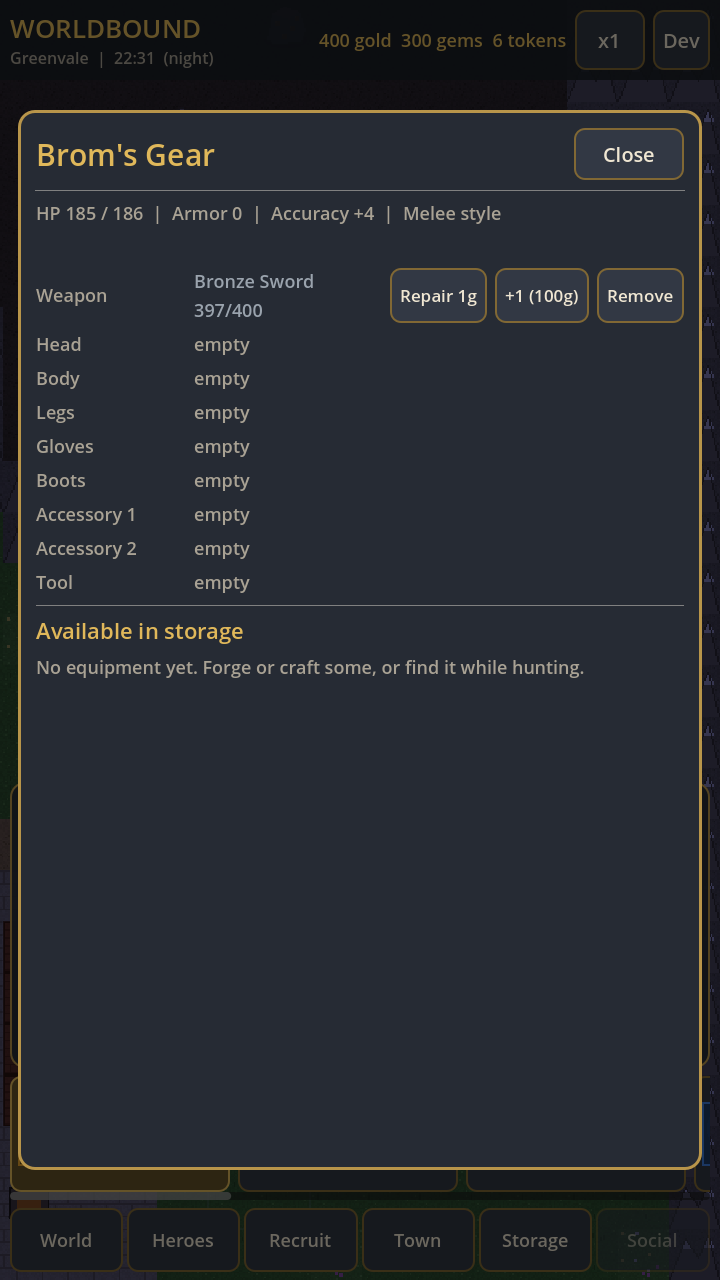 WORLDBOUND
Greenvale | 22:31 (night)
400 gold 300 gems 6 tokens
x1
Dev
Brom's Gear
Close
HP 185 / 186 | Armor 0 | Accuracy +4 | Melee style
Weapon
Bronze Sword
397/400
Repair 1g
+1 (100g)
Remove
Head empty
Body empty
Legs empty
Gloves empty
Boots empty
Accessory 1 empty
Accessory 2 empty
Tool empty
Available in storage
No equipment yet. Forge or craft some, or find it while hunting.
World Heroes Recruit Town Storage Social